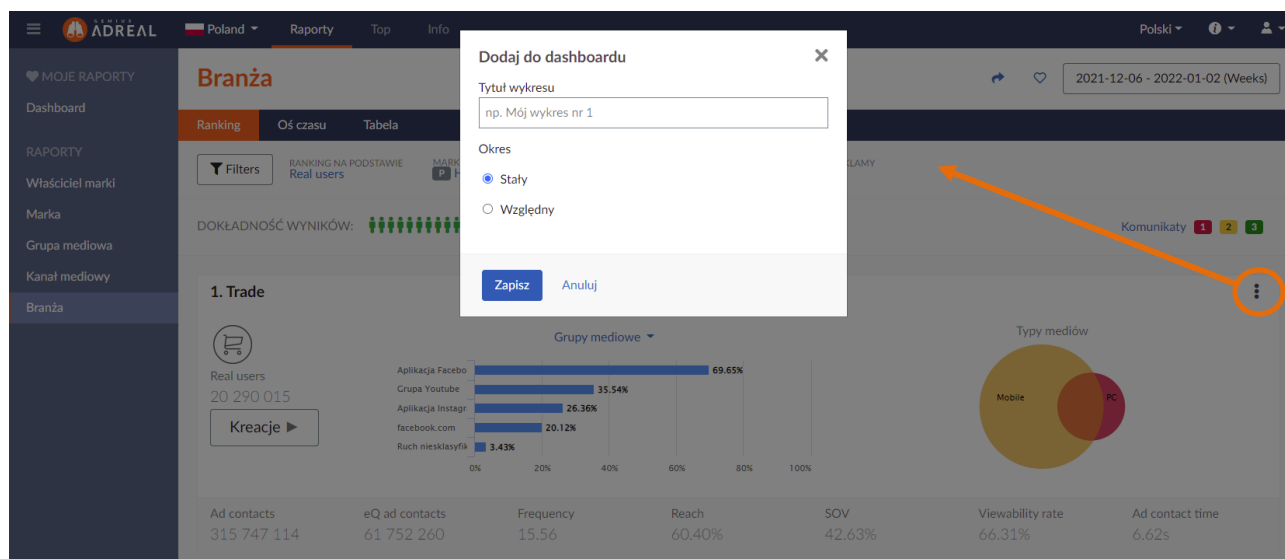 GEMIUS
ADREAL
Poland
Raporty
Top
Info
Polski
MOJE RAPORTY
Dashboard
RAPORTY
Właściciel marki
Marka
Grupa mediowa
Kanał mediowy
Branża
Branża
2021-12-06 - 2022-01-02 (Weeks)
Ranking
Oś czasu
Tabela
Filters
RANKING NA PODSTAWIE
Real users
P
DOKŁADNOŚĆ WYNIKÓW:
Komunikaty 1 2 3
Dodaj do dashboardu
Tytuł wykresu
np. Mój wykres nr 1
Okres
Stały
Względny
Zapisz
Anuluj
1. Trade
Real users
20 290 015
Kreacje
Grupy mediowe
Aplikacja Facebo 69.65%
Grupa Youtube 35.54%
Aplikacja Instagr 26.36%
facebook.com 20.12%
Ruch niesklasyfik 3.43%
0% 20% 40% 60% 80% 100%
Typy mediów
Mobile
PC
Ad contacts
315 747 114
eQ ad contacts
61 752 260
Frequency
15.56
Reach
60.40%
SOV
42.63%
Viewability rate
66.31%
Ad contact time
6.62s